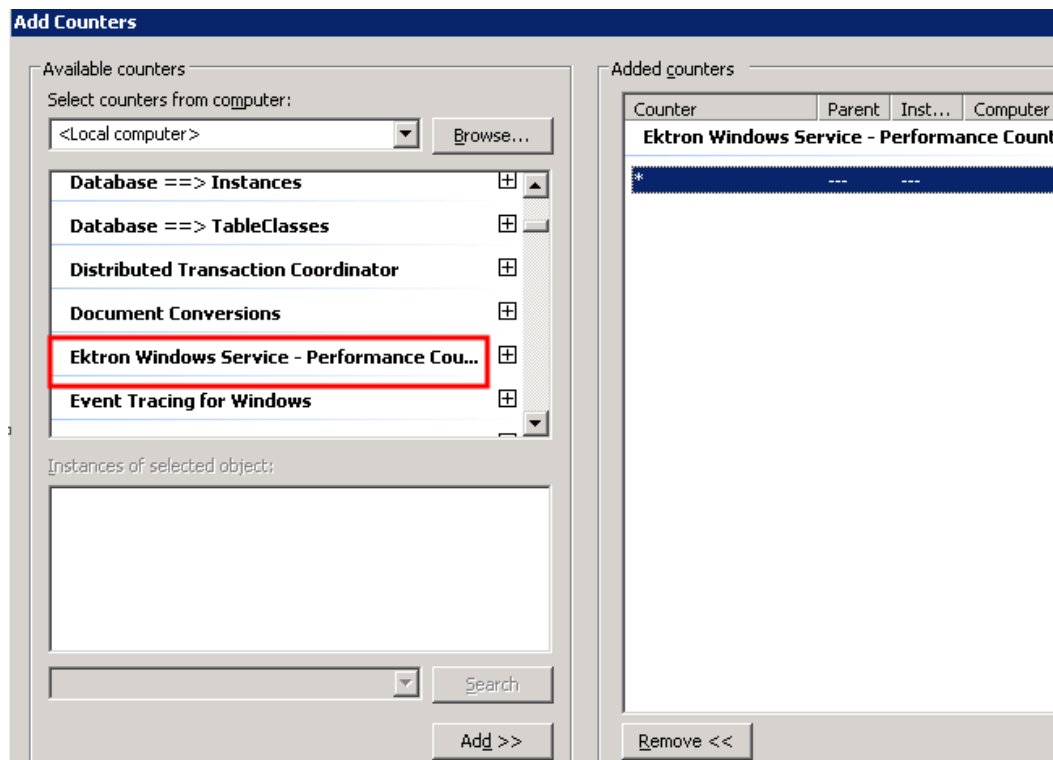 Add Counters
Available counters
Select counters from computer:
<Local computer>
Browse...
Database ==> Instances
Database ==> TableClasses
Distributed Transaction Coordinator
Document Conversions
Ektron Windows Service - Performance Cou...
Event Tracing for Windows
Instances of selected object:
Search
Add >>
Added counters
Counter Parent Inst... Computer
Ektron Windows Service - Performance Count
* --- ---
Remove <<